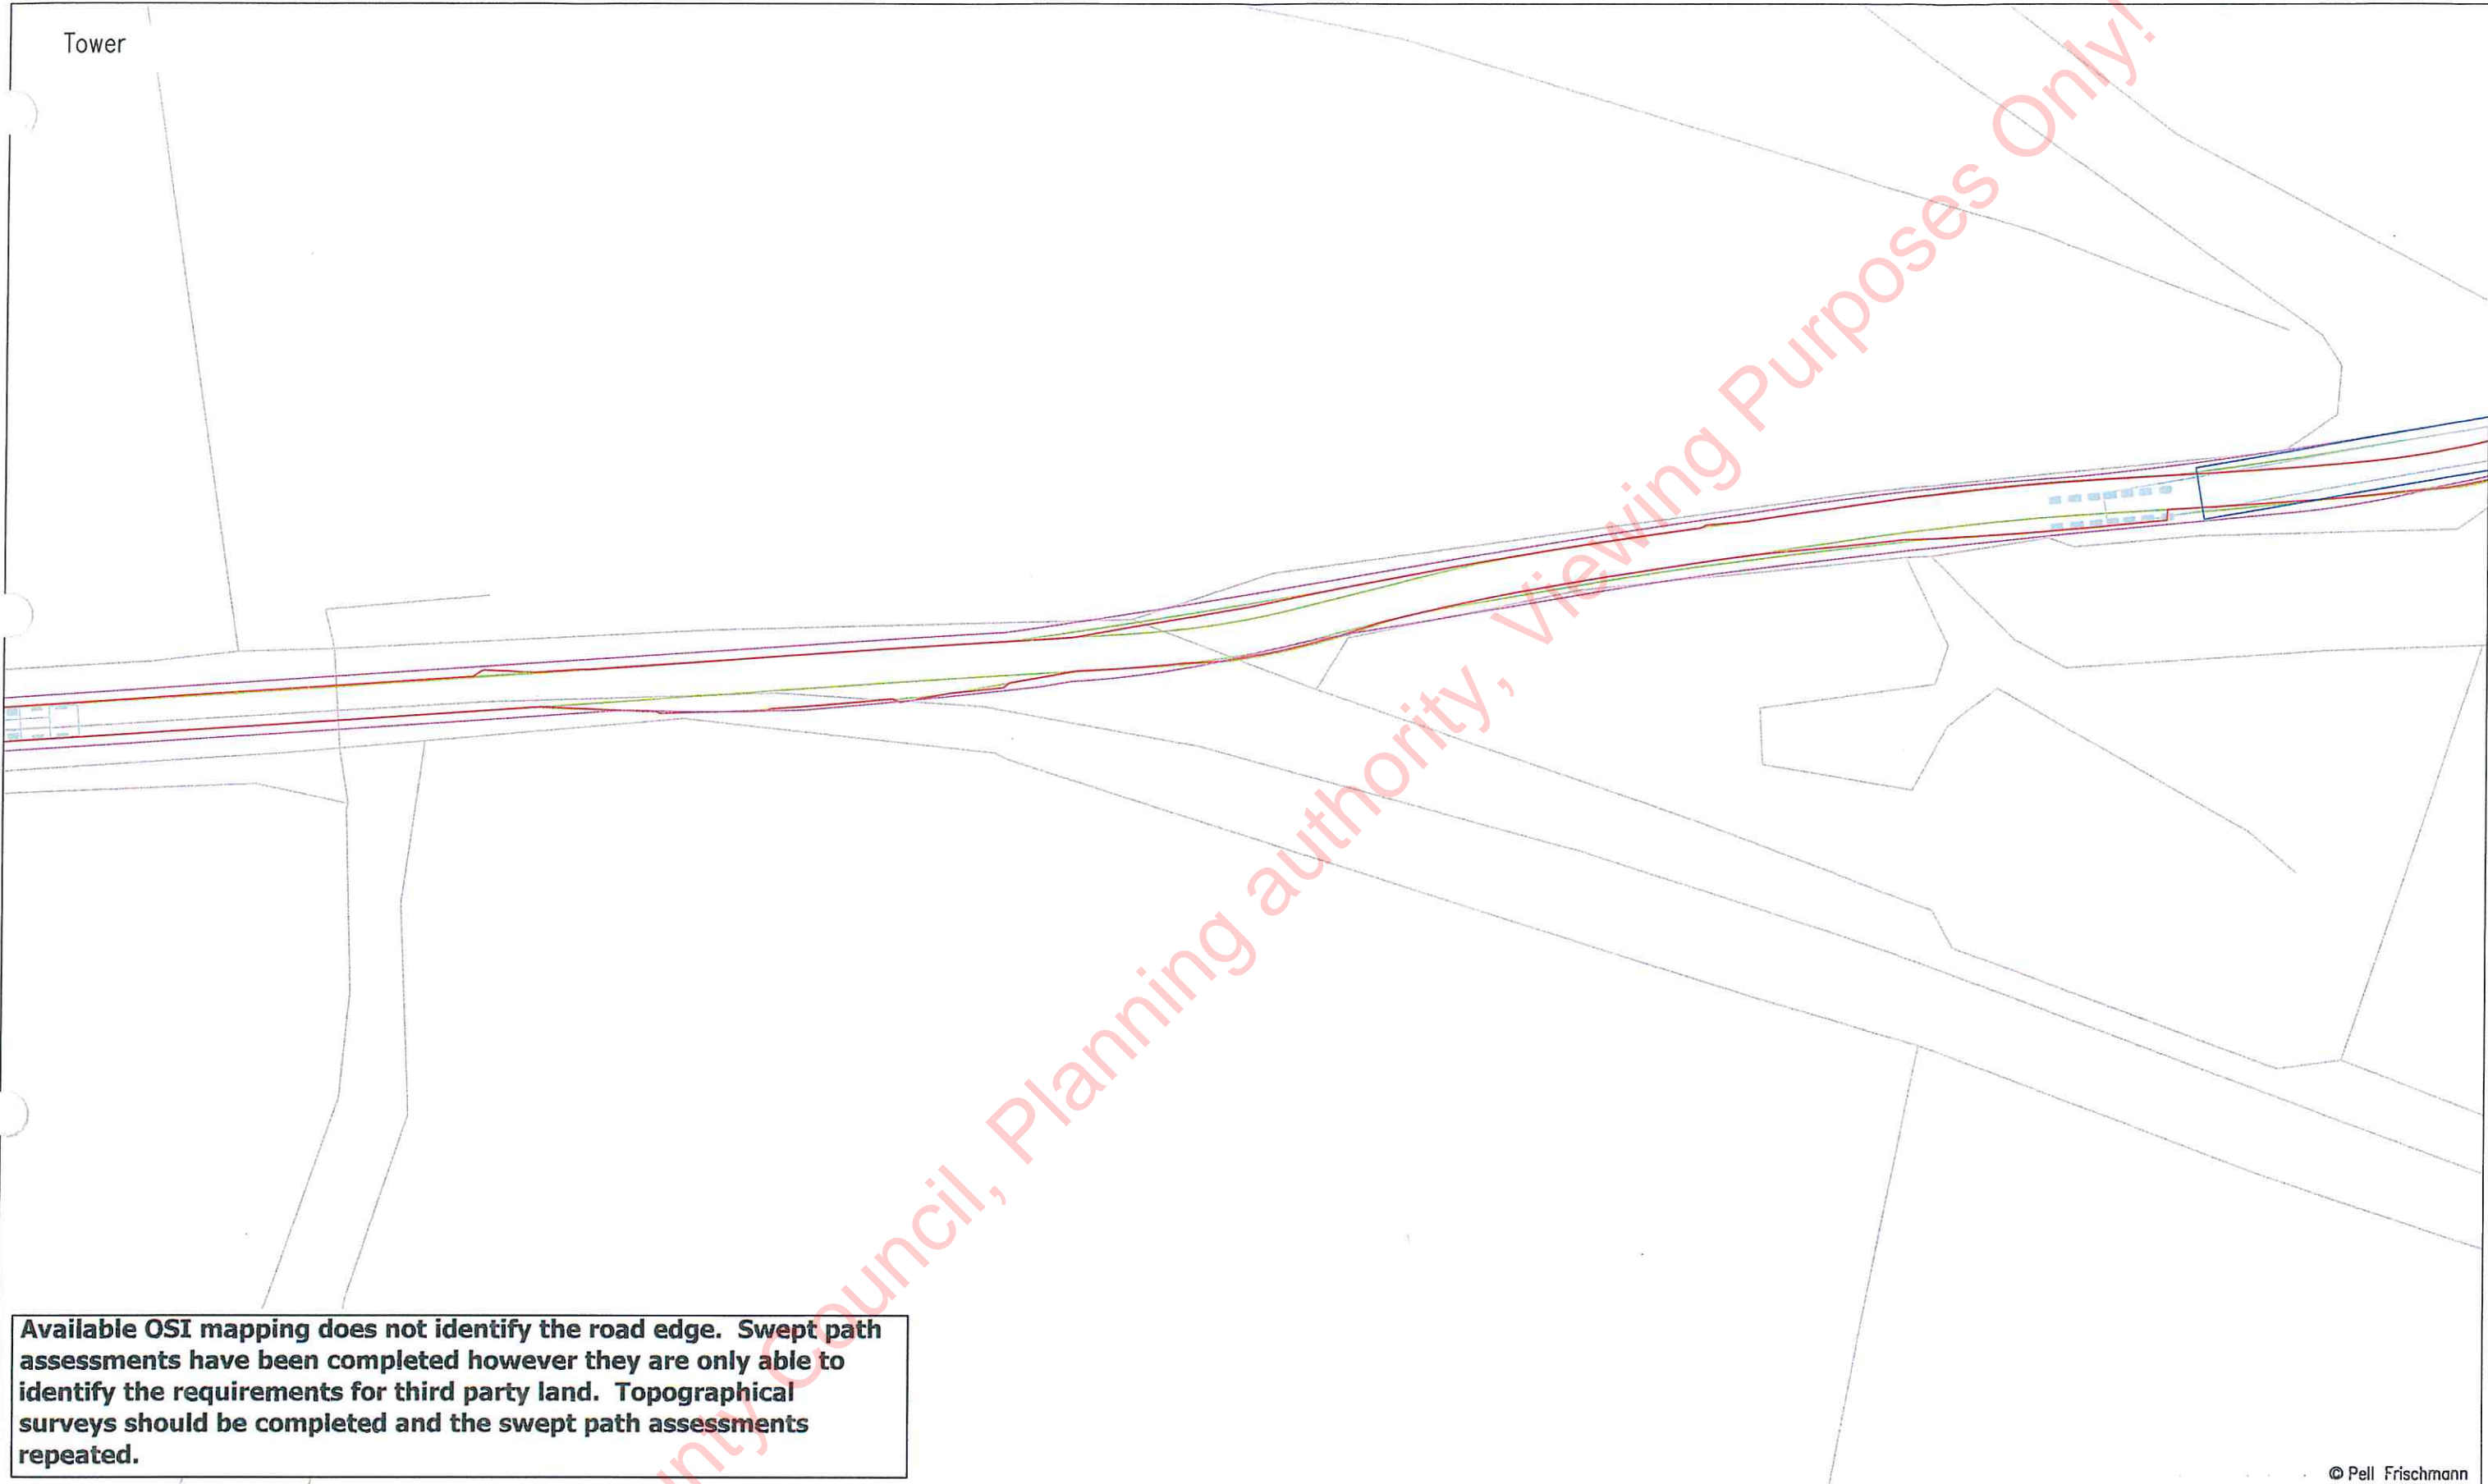 Tower
unty Council, Planning authority, Viewing Purposes Only!
Available OSI mapping does not identify the road edge. Swept path
assessments have been completed however they are only able to
identify the requirements for third party land. Topographical
surveys should be completed and the swept path assessments
repeated.
© Pell Frischmann